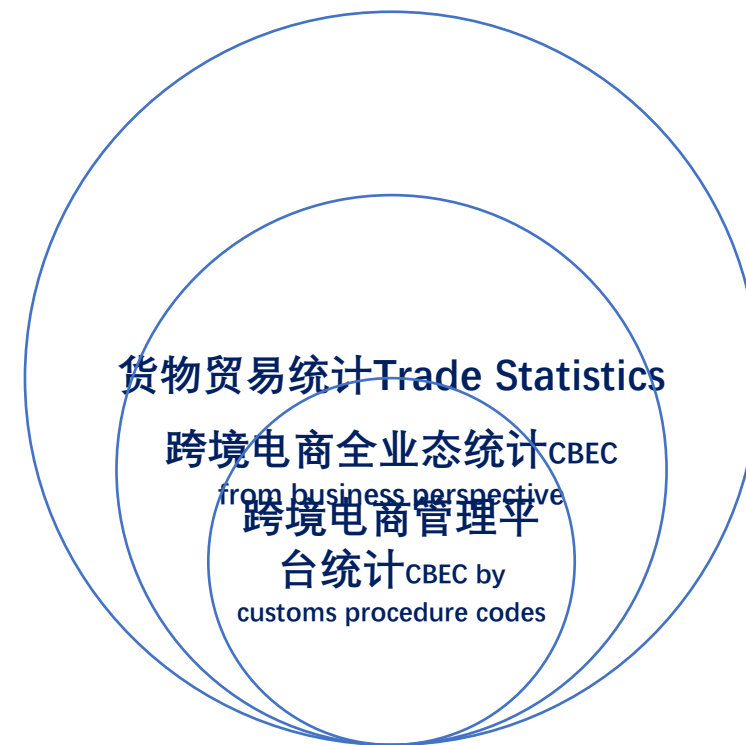 货物贸易统计Trade Statistics
跨境电商全业态统计CBEC
from business perspective
跨境电商管理平
台统计CBEC by
customs procedure codes